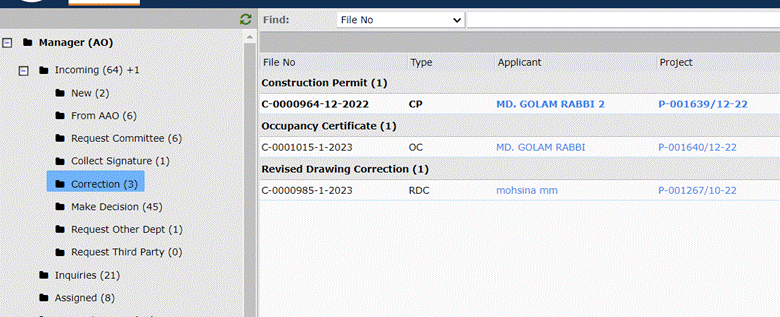 Find: File No
Manager (AO)
Incoming (64) +1
New (2)
From AAO (6)
Request Committee (6)
Collect Signature (1)
Correction (3)
Make Decision (45)
Request Other Dept (1)
Request Third Party (0)
Inquiries (21)
Assigned (8)
File No Type Applicant Project
Construction Permit (1)
C-0000964-12-2022 CP MD. GOLAM RABBI 2 P-001639/12-22
Occupancy Certificate (1)
C-0001015-1-2023 OC MD. GOLAM RABBI P-001640/12-22
Revised Drawing Correction (1)
C-0000985-1-2023 RDC mohsina mm P-001267/10-22